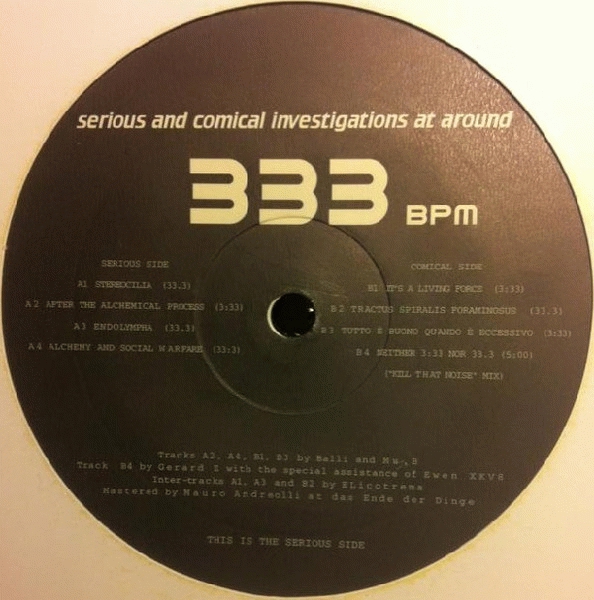 serious and comical investigations at around
333 BPM
SERIOUS SIDE
A1 STEREOCILIA (33.3)
A2 AFTER THE ALCHEMICAL PROCESS (3:33)
A3 ENDOLYMPHA (33.3)
A4 ALCHEMY AND SOCIAL WARFARE (33:3)
COMICAL SIDE
B1 IT'S A LIVING FORCE (3:33)
B2 TRACTUS SPIRALIS FORAMINOSUS (33.3)
B3 TUTTO È BUONO QUANDO È ECCESSIVO (3:33)
B4 NEITHER 3:33 NOR 33.3 (5:00)
("KILL THAT NOISE" MIX)
Tracks A3, A4, B1, B3 by Balli and
Track B4 by Gerard Z with the special assistance of Ewen XKV8
Inter-tracks A1, A3 and B2 by Elicotrema
Mastered by Mauro Andreolli at das Ende der Dinge
THIS IS THE SERIOUS SIDE